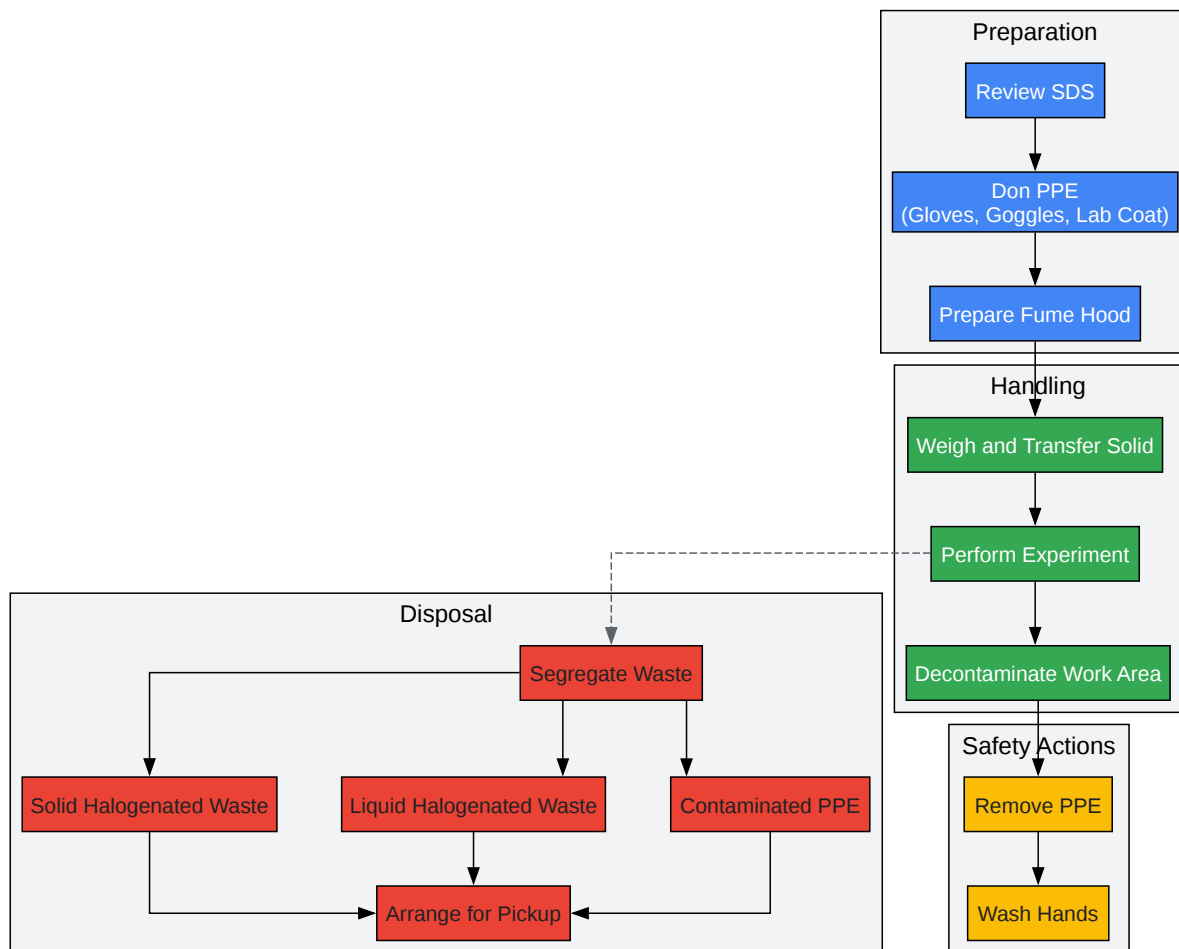 Preparation
Review SDS
Don PPE
(Gloves, Goggles, Lab Coat)
Prepare Fume Hood
Handling
Weigh and Transfer Solid
Perform Experiment
Decontaminate Work Area
Disposal
Segregate Waste
Solid Halogenated Waste
Liquid Halogenated Waste
Contaminated PPE
Arrange for Pickup
Safety Actions
Remove PPE
Wash Hands